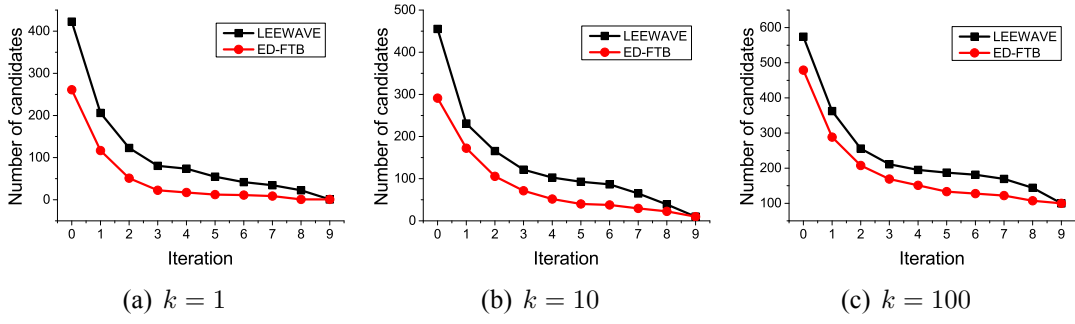 400
300
200
100
0
Number of candidates
LEEWAVE
ED-FTB
0 1 2 3 4 5 6 7 8 9
Iteration
(a) k = 1
500
400
300
200
100
0
Number of candidates
LEEWAVE
ED-FTB
0 1 2 3 4 5 6 7 8 9
Iteration
(b) k = 10
600
500
400
300
200
100
Number of candidates
LEEWAVE
ED-FTB
0 1 2 3 4 5 6 7 8 9
Iteration
(c) k = 100